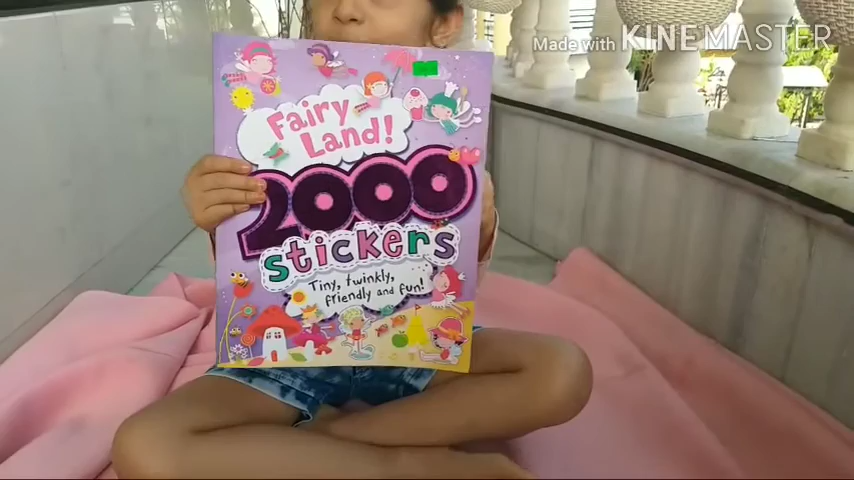 Made with KINEMASTER
Fairy
Land!
2000
stickers
Tiny, twinkly,
friendly and fun!